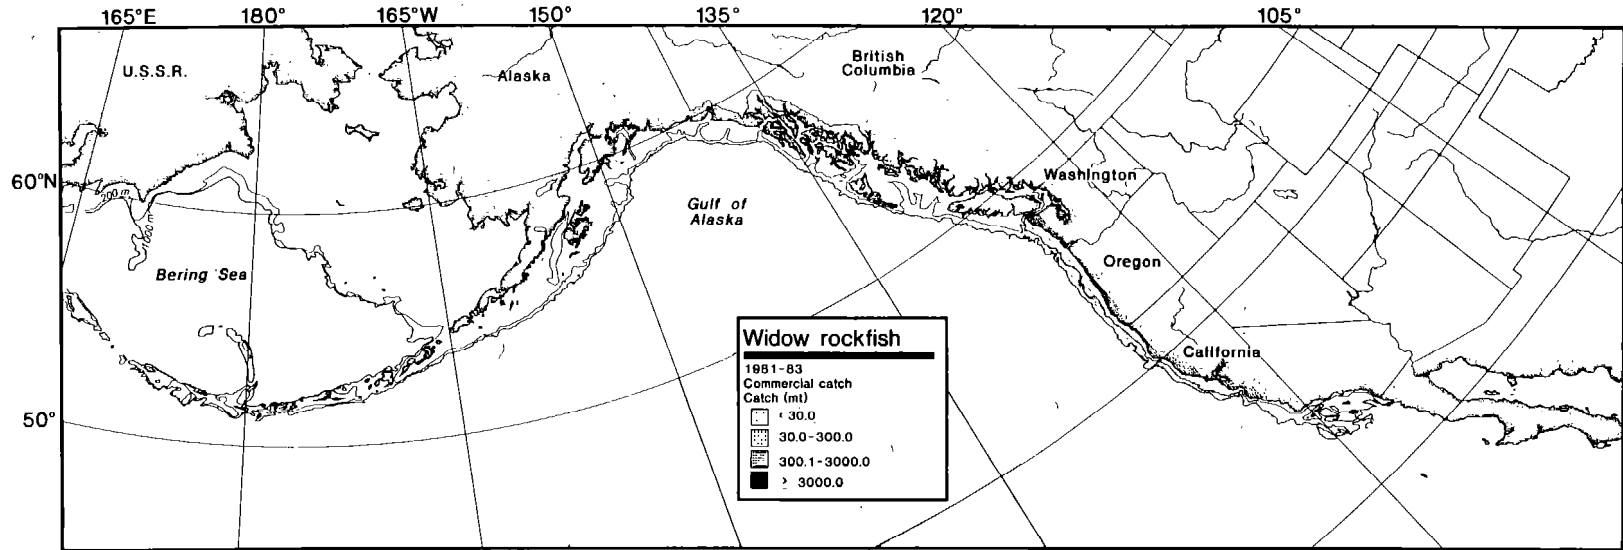 165°E 180° 165°W 150° 135° 120° 105°
U.S.S.R.
Alaska
British
Columbia
60°N
200 m
Washington
Gulf of
Alaska
Oregon
Bering Sea
California
50°
Widow rockfish
1981-83
Commercial catch
Catch (mt)
< 30.0
30.0-300.0
300.1-3000.0
> 3000.0